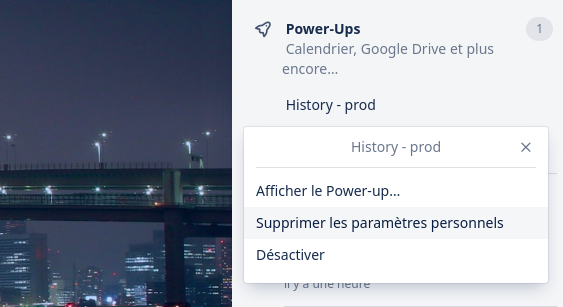 Power-Ups
1
Calendrier, Google Drive et plus
encore...
History - prod
History - prod
Afficher le Power-up...
Supprimer les paramètres personnels
Désactiver
il y a une heure